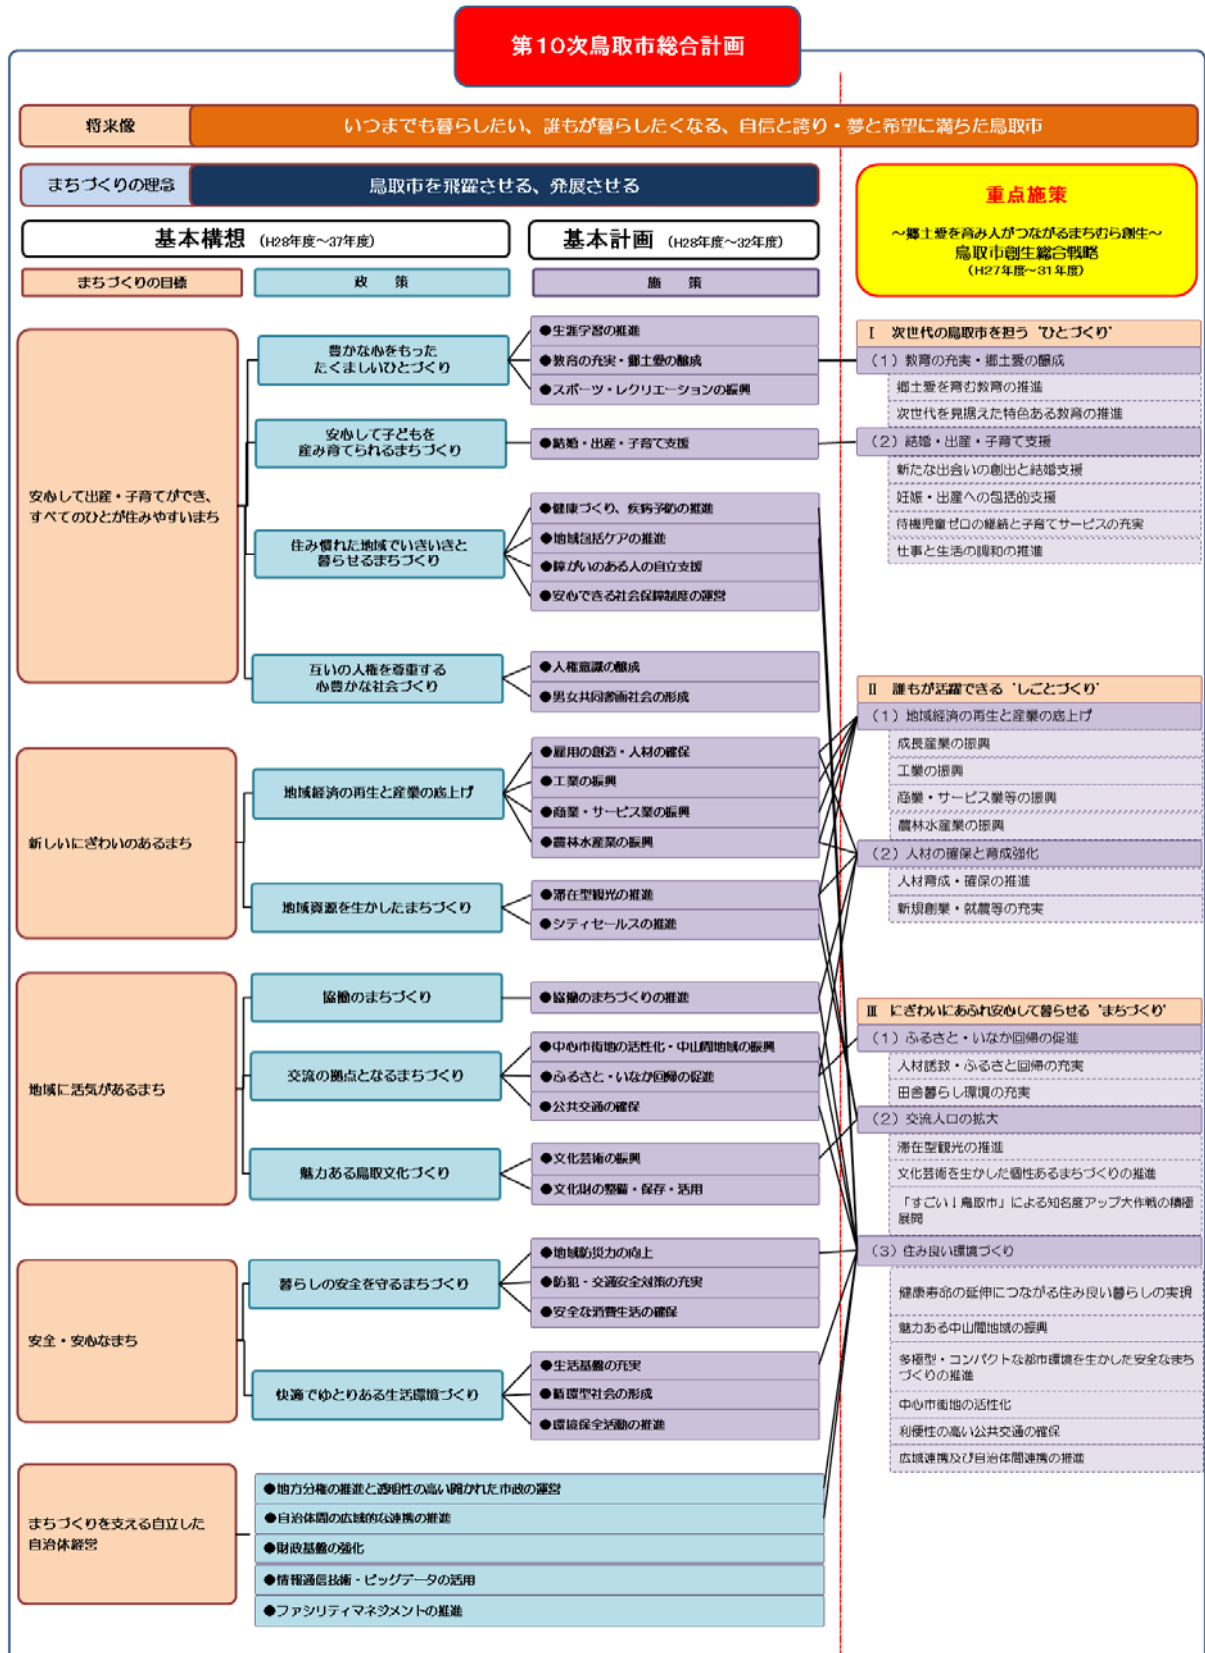 第10次鳥取市総合計画
将来像
いつまでも暮らしたい、誰もが暮らしたくなる、自信と誇り・夢と希望に満ちた鳥取市
まちづくりの理念
鳥取市を飛躍させる、発展させる
基本構想 (H28年度～37年度)
基本計画 (H28年度～32年度)
重点施策
～郷土愛を育み人がつながるまちむら創生～
鳥取市創生総合戦略
(H27年度～31年度)
まちづくりの目標
政 策
施 策
安心して出産・子育てができ、
すべてのひとが住みやすいまち
豊かな心をもった
たくましいひとづくり
●生涯学習の推進
●教育の充実・郷土愛の醸成
●スポーツ・レクリエーションの振興
安心して子どもを
産み育てられるまちづくり
●結婚・出産・子育て支援
住み慣れた地域でいきいきと
暮らせるまちづくり
●健康づくり、疾病予防の推進
●地域包括ケアの推進
●障がいのある人の自立支援
●安心できる社会保障制度の運営
互いの人権を尊重する
心豊かな社会づくり
●人権意識の醸成
●男女共同参画社会の形成
新しいにぎわいのあるまち
地域経済の再生と産業の底上げ
●雇用の創造・人材の確保
●工業の振興
●商業・サービス業の振興
●農林水産業の振興
地域資源を生かしたまちづくり
●滞在型観光の推進
●シティセールスの推進
地域に活気があるまち
協働のまちづくり
●協働のまちづくりの推進
交流の拠点となるまちづくり
●中心市街地の活性化・中山間地域の振興
●ふるさと・いなか回帰の促進
●公共交通の確保
魅力ある鳥取文化づくり
●文化芸術の振興
●文化財の整備・保存・活用
安全・安心なまち
暮らしの安全を守るまちづくり
●地域防災力の向上
●防犯・交通安全対策の充実
●安全な消費生活の確保
快適でゆとりある生活環境づくり
●生活基盤の充実
●循環型社会の形成
●環境保全活動の推進
まちづくりを支える自立した
自治体経営
●地方分権の推進と透明性の高い開かれた市政の運営
●自治体間の広域的な連携の推進
●財政基盤の強化
●情報通信技術・ビッグデータの活用
●ファシリティマネジメントの推進
Ⅰ 次世代の鳥取市を担う “ひとづくり”
(1) 教育の充実・郷土愛の醸成
郷土愛を育む教育の推進
次世代を見据えた特色ある教育の推進
(2) 結婚・出産・子育て支援
新たな出会いの創出と結婚支援
妊娠・出産への包括的支援
待機児童ゼロの継続と子育てサービスの充実
仕事と生活の調和の推進
Ⅱ 誰もが活躍できる “しごとづくり”
(1) 地域経済の再生と産業の底上げ
成長産業の振興
工業の振興
商業・サービス業等の振興
農林水産業の振興
(2) 人材の確保と育成強化
人材育成・確保の推進
新規創業・就農等の充実
Ⅲ にぎわいにあふれ安心して暮らせる “まちづくり”
(1) ふるさと・いなか回帰の促進
人材誘致・ふるさと回帰の充実
田舎暮らし環境の充実
(2) 交流人口の拡大
滞在型観光の推進
文化芸術を生かした個性あるまちづくりの推進
「すごい！鳥取市」による知名度アップ大作戦の積極
展開
(3) 住み良い環境づくり
健康寿命の延伸につながる住み良い暮らしの実現
魅力ある中山間地域の振興
多極型・コンパクトな都市環境を生かした安全なまち
づくりの推進
中心市街地の活性化
利便性の高い公共交通の確保
広域連携及び自治体間連携の推進